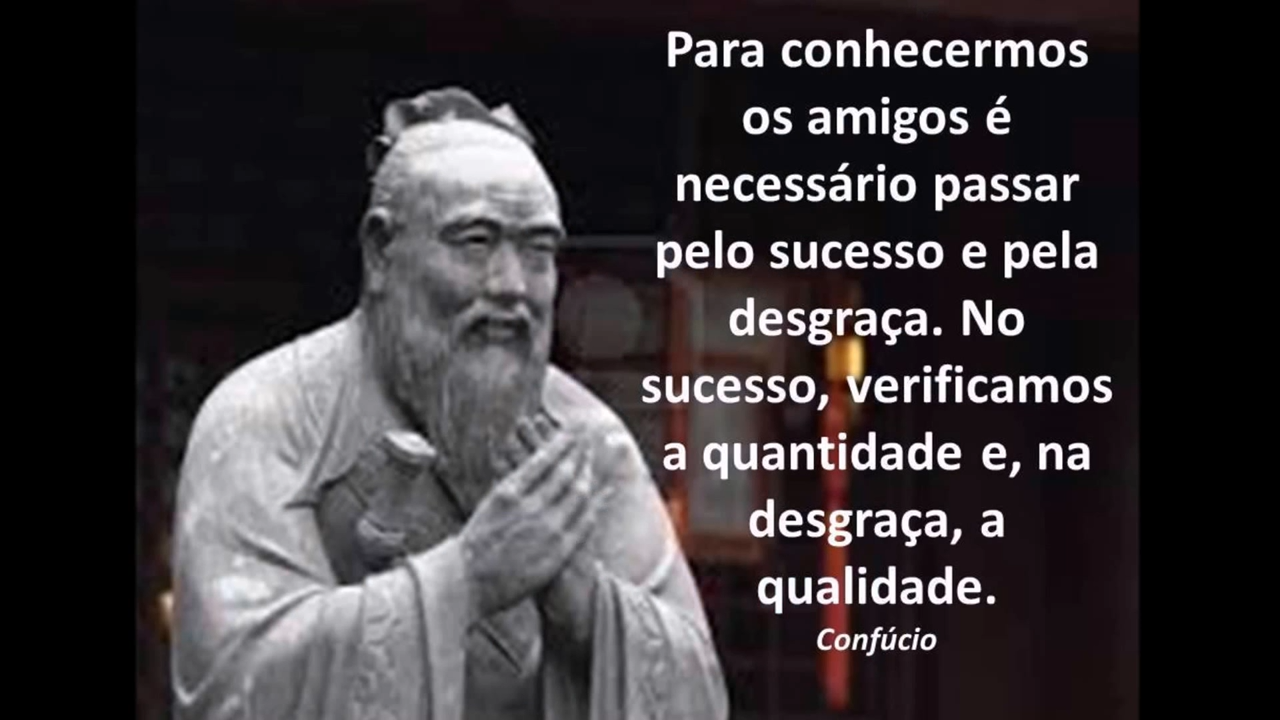 Para conhecermos
os amigos é
necessário passar
pelo sucesso e pela
desgraça. No
sucesso, verificamos
a quantidade e, na
desgraça, a
qualidade.
Confúcio